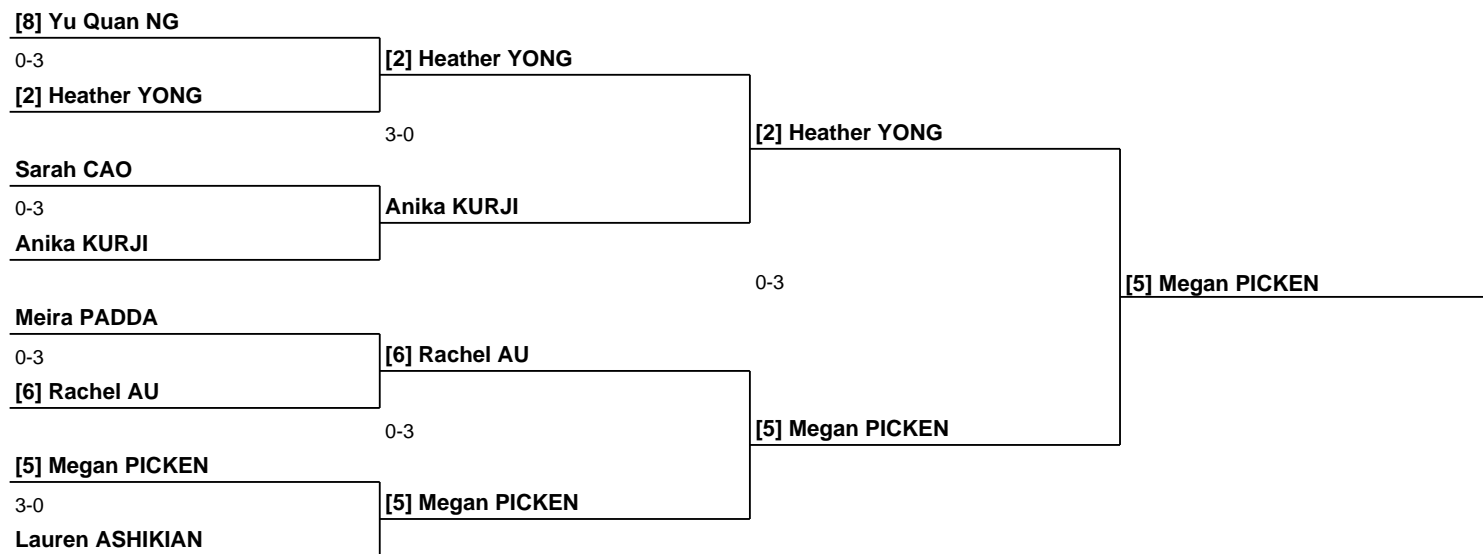 [8] Yu Quan NG
0-3
[2] Heather YONG
[2] Heather YONG
3-0
[2] Heather YONG
Sarah CAO
0-3
Anika KURJI
Anika KURJI
0-3
[5] Megan PICKEN
Meira PADDA
0-3
[6] Rachel AU
[6] Rachel AU
0-3
[5] Megan PICKEN
[5] Megan PICKEN
3-0
[5] Megan PICKEN
Lauren ASHIKIAN